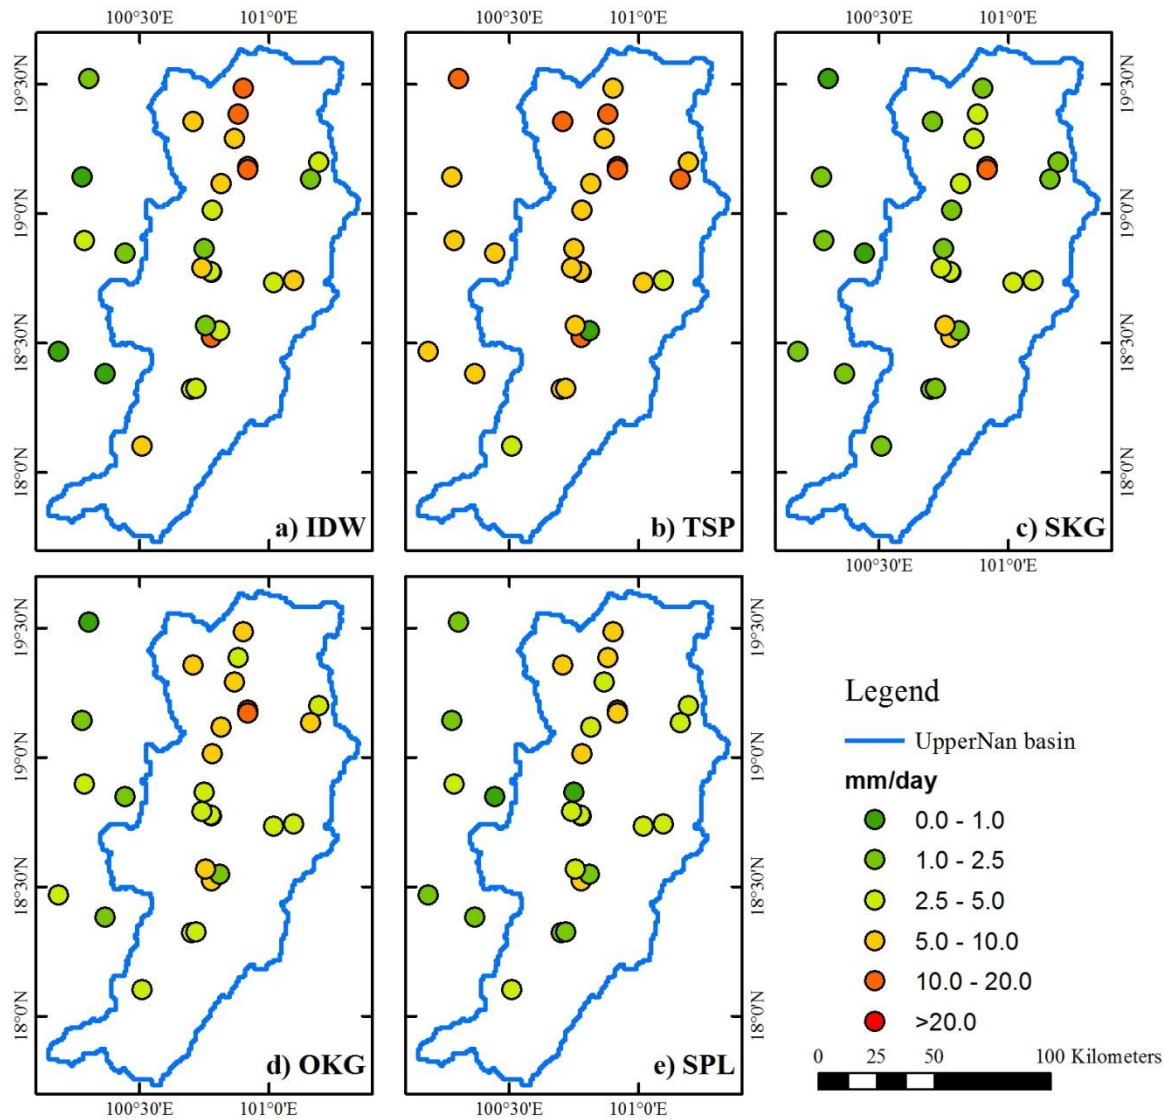 100°30'E 101°0'E 100°30'E 101°0'E 100°30'E 101°0'E
19°30'N 19°30'N
19°0'N 19°0'N
18°30'N 18°30'N
18°0'N 18°0'N
a) IDW b) TSP c) SKG
100°30'E 101°0'E
19°30'N 19°30'N
19°0'N 19°0'N
18°30'N 18°30'N
18°0'N 18°0'N
d) OKG e) SPL
100°30'E 101°0'E 100°30'E 101°0'E
Legend
UpperNan basin
mm/day
0.0 - 1.0
1.0 - 2.5
2.5 - 5.0
5.0 - 10.0
10.0 - 20.0
>20.0
0 25 50 100 Kilometers